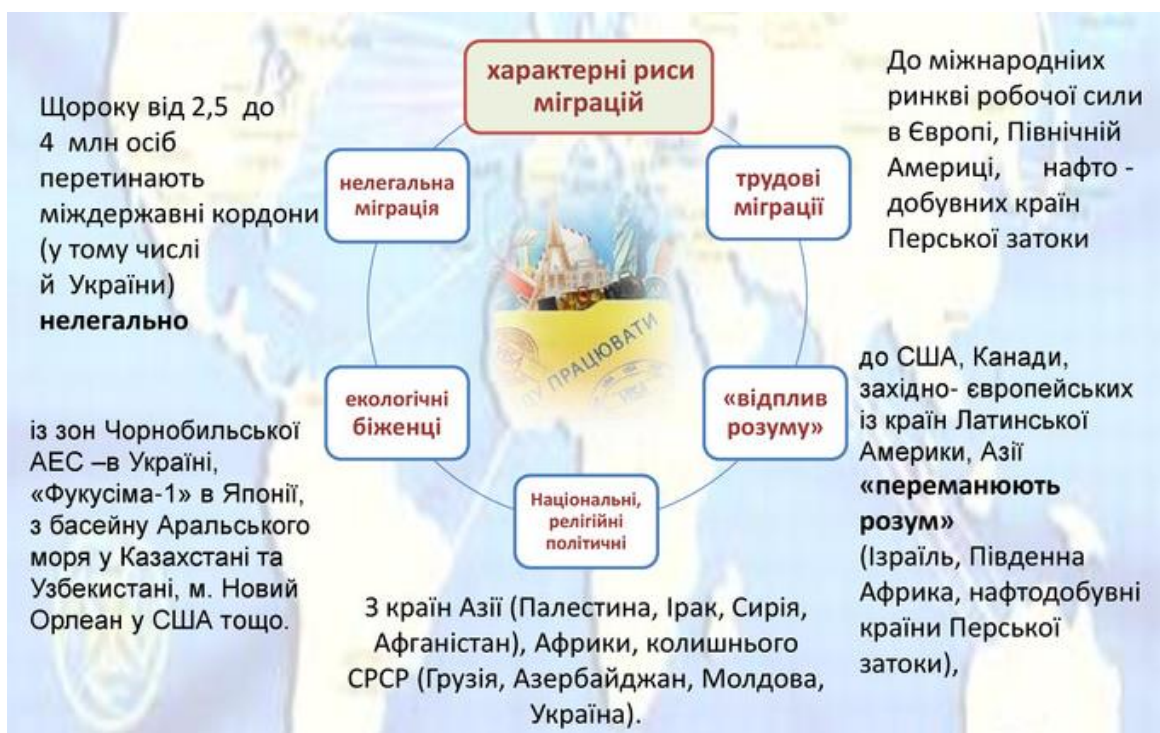 характерні риси
міграцій
Щороку від 2,5 до
4 млн осіб
перетинають
міждержавні кордони
(у тому числі
й України)
нелегально
нелегальна
міграція
трудові
міграції
До міжнародніих
ринкві робочої сили
в Європі, Північній
Америці, нафто -
добувних країн
Перської затоки
ПРАЦЮВАТИ
екологічні
біженці
із зон Чорнобильської
АЕС –в Україні,
«Фукусіма-1» в Японії,
з басейну Аральського
моря у Казахстані та
Узбекистані, м. Новий
Орлеан у США тощо.
«відплив
розуму»
до США, Канади,
західно- європейських
із країн Латинської
Америки, Азії
«переманюють
розум»
(Ізраїль, Південна
Африка, нафтодобувні
країни Перської
затоки),
Національні,
релігійні
політичні
З країн Азії (Палестина, Ірак, Сирія,
Афганістан), Африки, колишнього
СРСР (Грузія, Азербайджан, Молдова,
Україна).